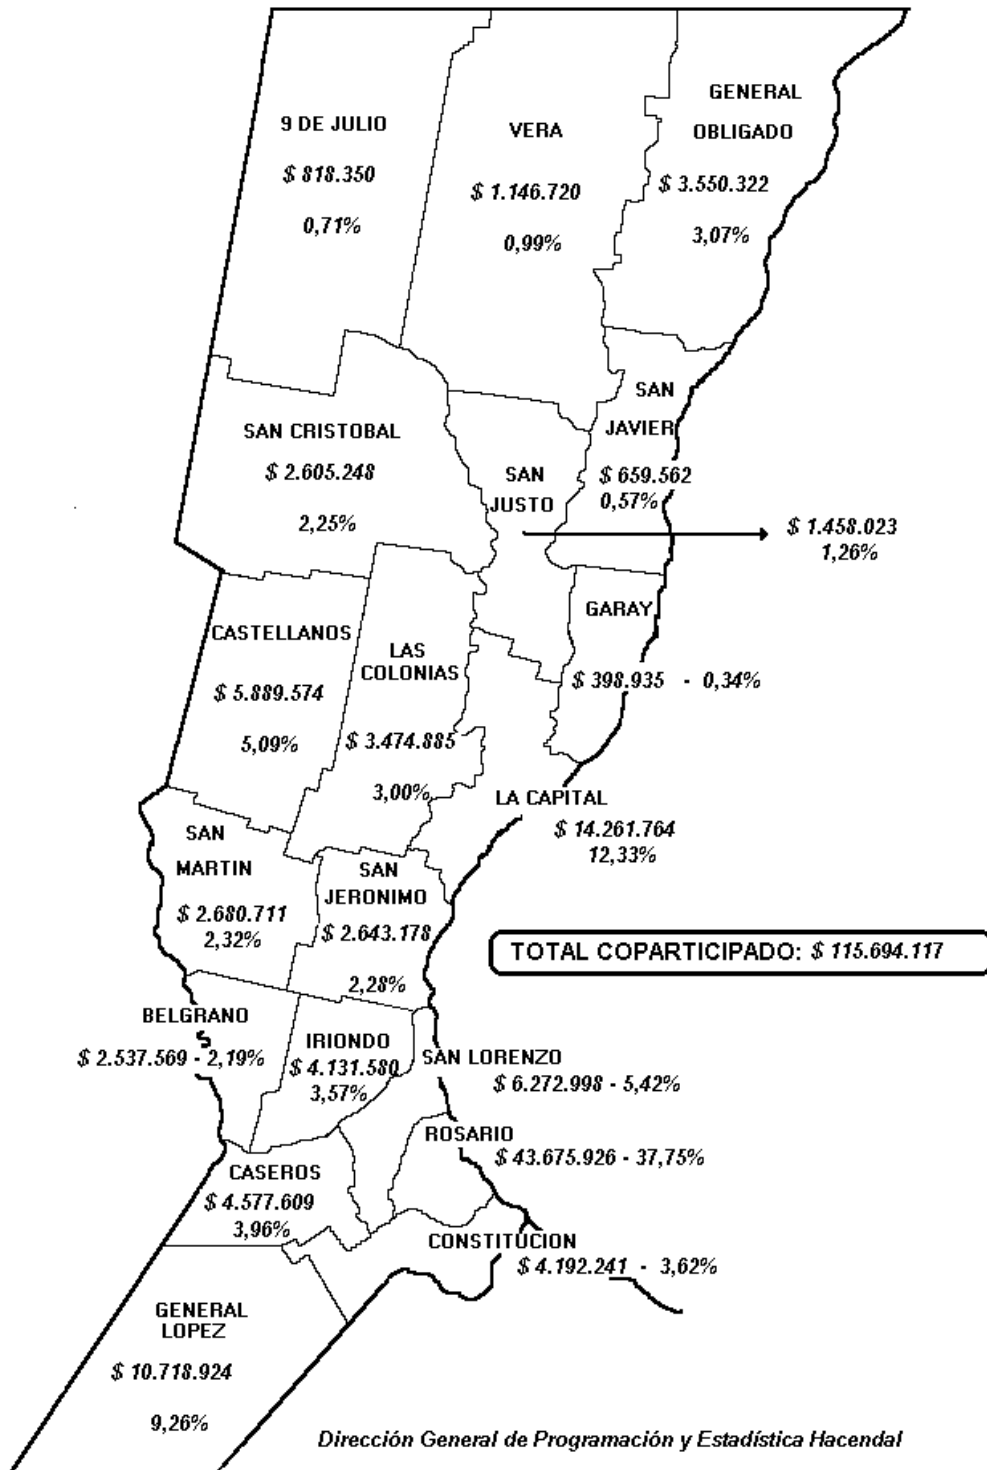 9 DE JULIO
$ 818.350
0,71%
VERA
$ 1.146.720
0,99%
GENERAL
OBLIGADO
$ 3.550.322
3,07%
SAN CRISTOBAL
$ 2.605.248
2,25%
SAN
JUSTO
$ 1.458.023
1,26%
SAN
JAVIER
$ 659.562
0,57%
CASTELLANOS
$ 5.889.574
5,09%
LAS
COLONIAS
$ 3.474.885
3,00%
GARAY
$ 398.935 - 0,34%
LA CAPITAL
$ 14.261.764
12,33%
SAN
MARTIN
$ 2.680.711
2,32%
SAN
JERONIMO
$ 2.643.178
2,28%
TOTAL COPARTICIPADO: $ 115.694.117
BELGRANO
$ 2.537.569 - 2,19%
IRIONDO
$ 4.131.580
3,57%
SAN LORENZO
$ 6.272.998 - 5,42%
ROSARIO
$ 43.675.926 - 37,75%
CASEROS
$ 4.577.609
3,96%
CONSTITUCION
$ 4.192.241 - 3,62%
GENERAL
LOPEZ
$ 10.718.924
9,26%
Dirección General de Programación y Estadística Hacendal